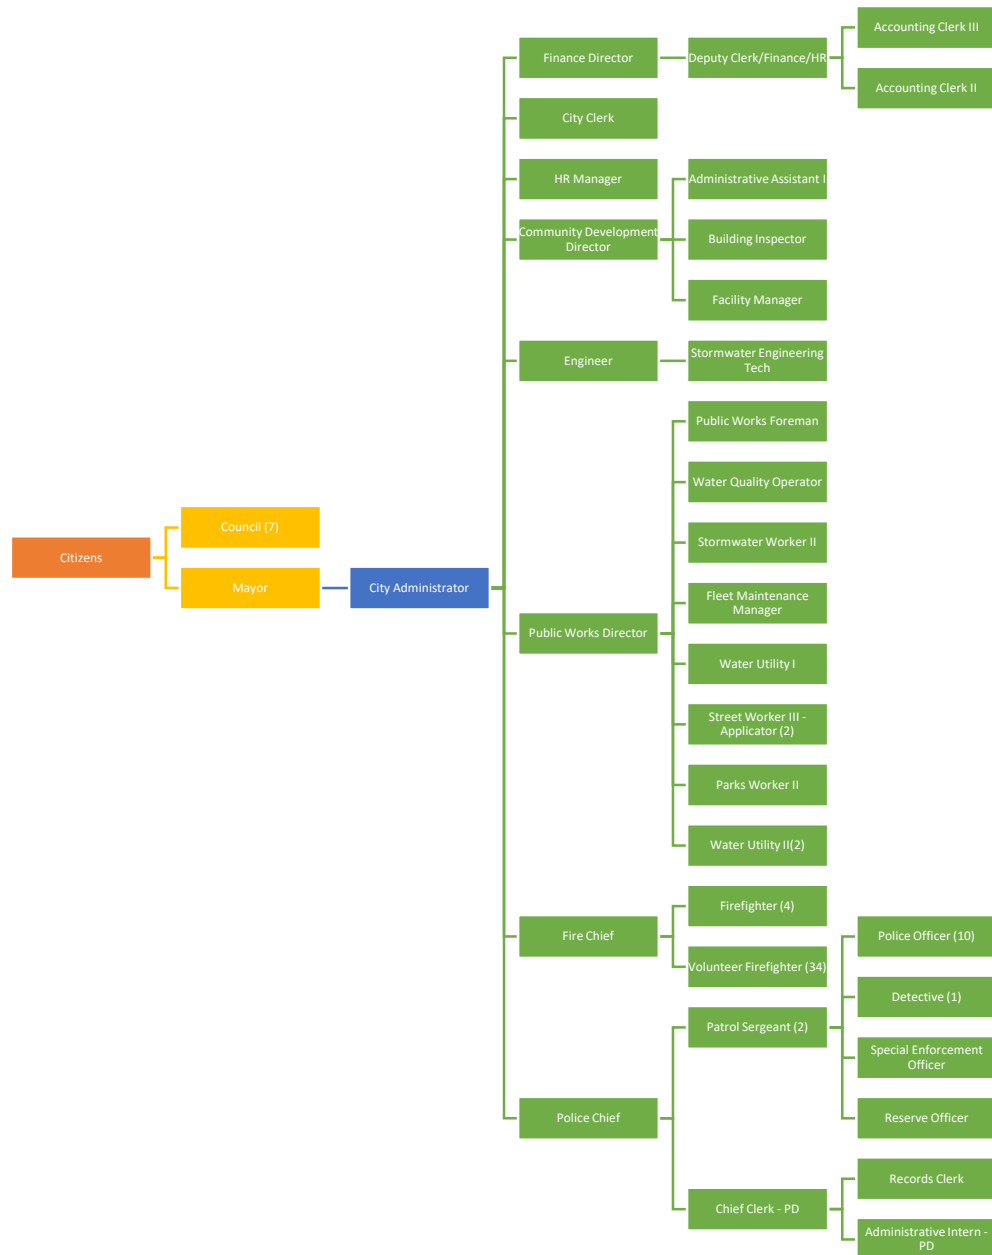 Citizens
Council (7)
Mayor
City Administrator
Finance Director
Deputy Clerk/Finance/HR
Accounting Clerk III
Accounting Clerk II
City Clerk
HR Manager
Community Development
Director
Administrative Assistant I
Building Inspector
Facility Manager
Engineer
Stormwater Engineering
Tech
Public Works Director
Public Works Foreman
Water Quality Operator
Stormwater Worker II
Fleet Maintenance
Manager
Water Utility I
Street Worker III -
Applicator (2)
Parks Worker II
Water Utility II(2)
Fire Chief
Firefighter (4)
Volunteer Firefighter (34)
Police Chief
Patrol Sergeant (2)
Police Officer (10)
Detective (1)
Special Enforcement
Officer
Reserve Officer
Chief Clerk - PD
Records Clerk
Administrative Intern -
PD